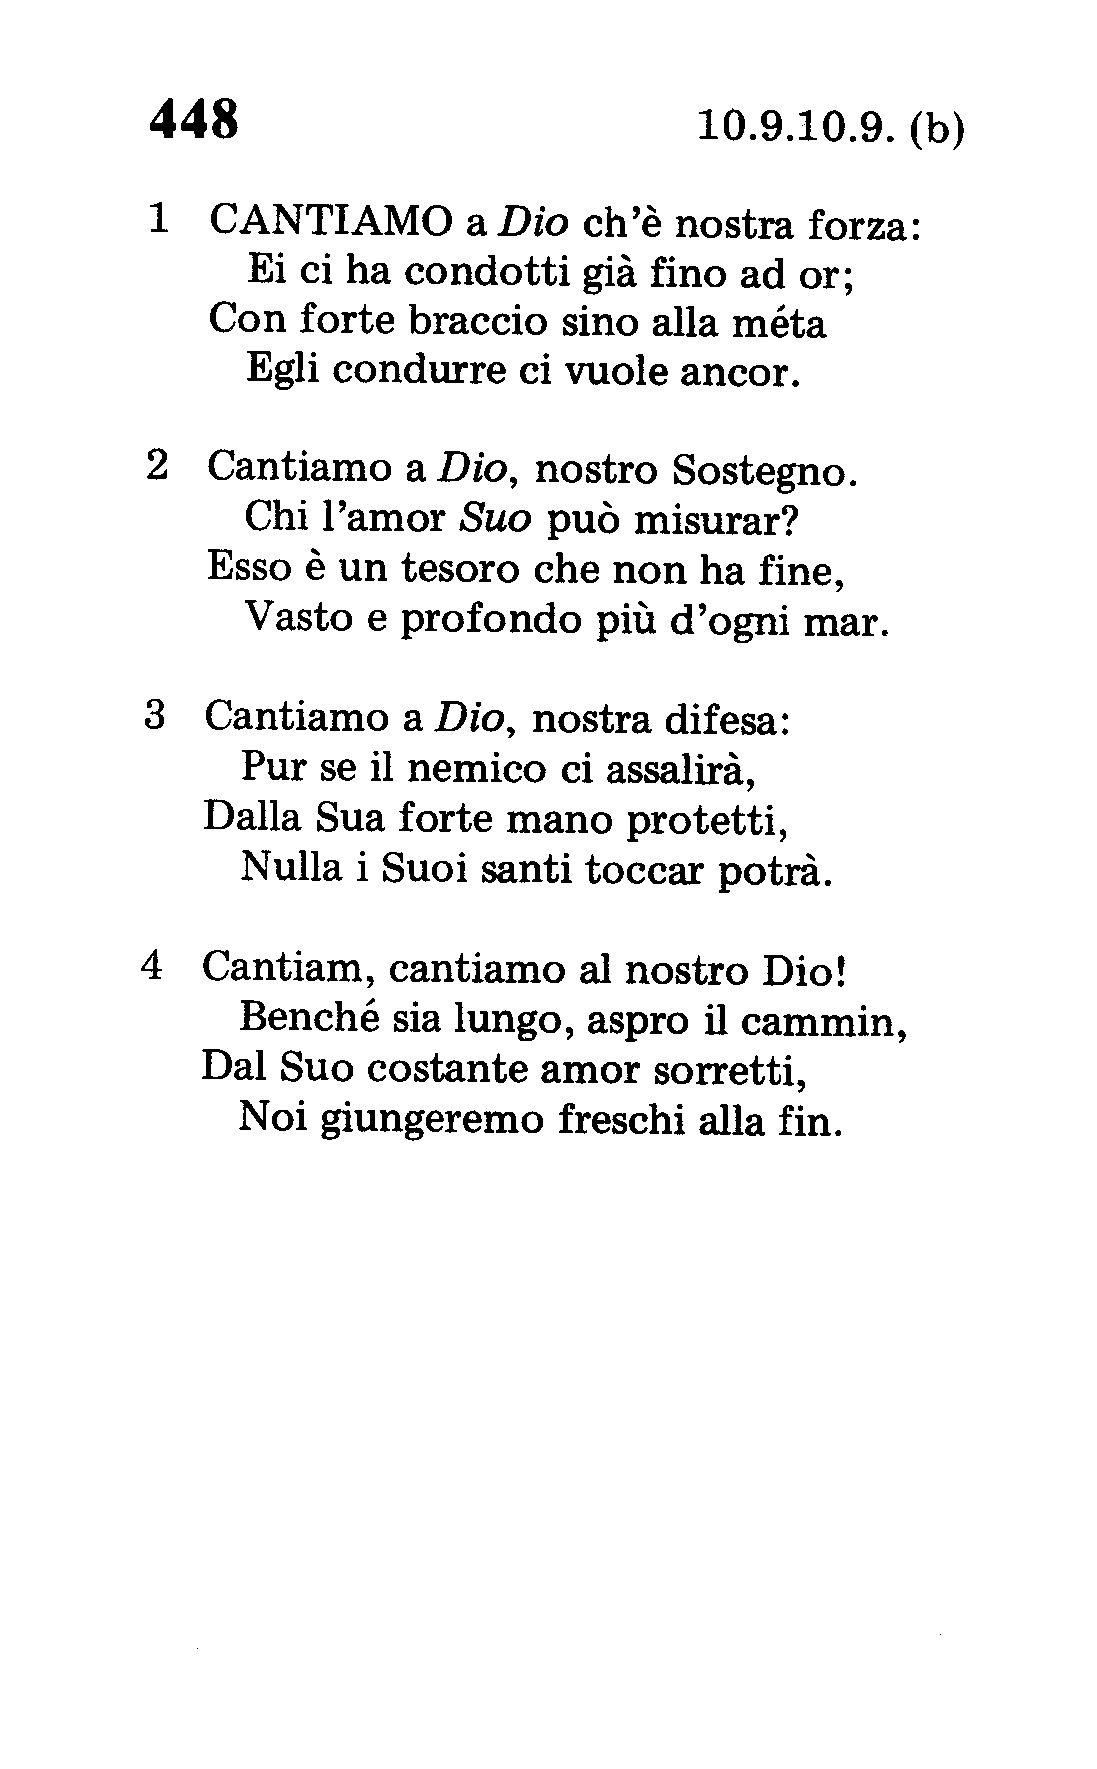 448 10.9.10.9. (b)
1 CANTIAMO a Dio ch'è nostra forza:
Ei ci ha condotti già fino ad or;
Con forte braccio sino alla méta
Egli condurre ci vuole ancor.
2 Cantiamo a Dio, nostro Sostegno.
Chi l'amor Suo può misurar?
Esso è un tesoro che non ha fine,
Vasto e profondo più d'ogni mar.
3 Cantiamo a Dio, nostra difesa:
Pur se il nemico ci assalirà,
Dalla Sua forte mano protetti,
Nulla i Suoi santi toccar potrà.
4 Cantiam, cantiamo al nostro Dio!
Benché sia lungo, aspro il cammin,
Dal Suo costante amor sorretti,
Noi giungeremo freschi alla fin.